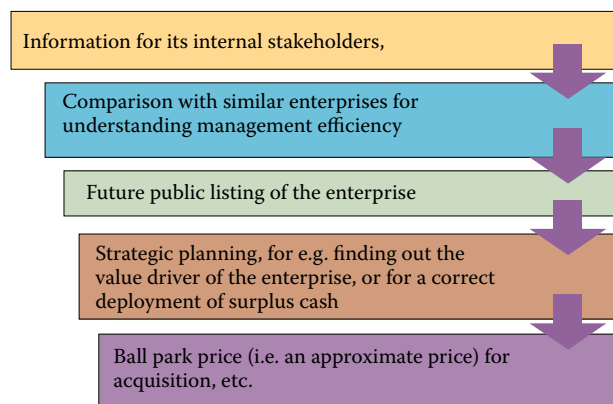 Information for its internal stakeholders,
Comparison with similar enterprises for
understanding management efficiency
Future public listing of the enterprise
Strategic planning, for e.g. finding out the
value driver of the enterprise, or for a correct
deployment of surplus cash
Ball park price (i.e. an approximate price) for
acquisition, etc.